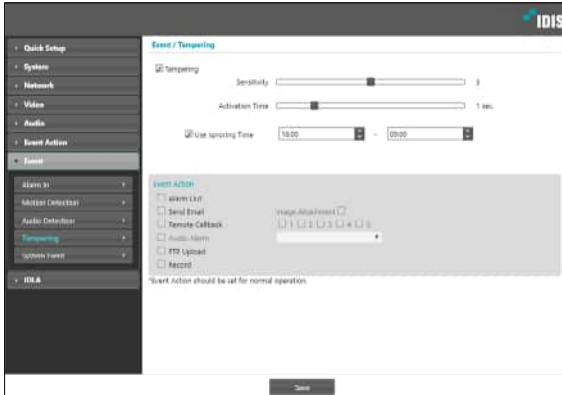 IDIS
Quick Setup
System
Network
Video
Audio
Event Action
Event
Alarm In
Motion Detection
Audio Detection
Tampering
System Event
IDLA
Event / Tampering
Tampering
Sensitivity 3
Activation Time 1 sec.
Use Ignoring Time 18:00 ~ 09:00
Event Action
Alarm Out
Send Email Image Attachment
Remote Callback 1 2 3 4 5
Audio Alarm
FTP Upload
Record
*Event Action should be set for normal operation.
Save